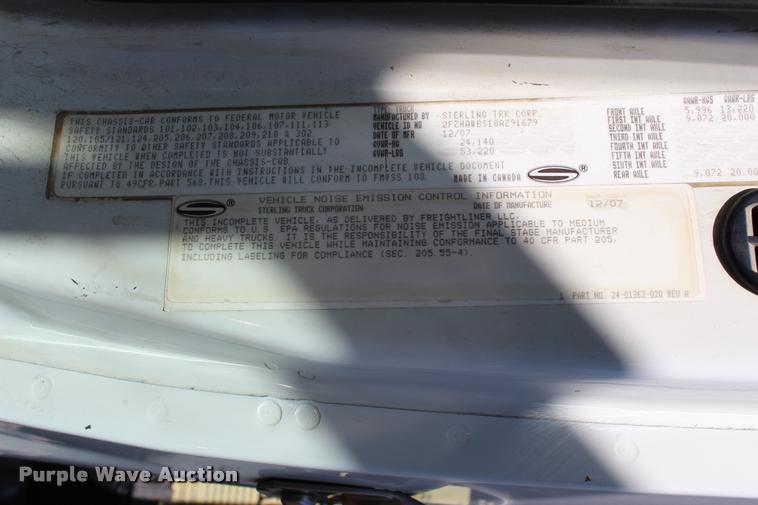 THIS CHASSIS-CAB CONFORMS TO FEDERAL MOTOR VEHICLE
SAFETY STANDARDS 101,102,103,104,106,107,111,113
120,105/121,124,205,206,207,208,209,210 AND 302
CONFORMITY TO OTHER SAFETY STANDARDS APPLICABLE TO
THIS VEHICLE WHEN COMPLETED IS NOT SUBSTANTIALLY
AFFECTED BY THE DESIGN OF THE CHASSIS-CAB.
IF COMPLETED IN ACCORDANCE WITH INSTRUCTIONS IN THE INCOMPLETE VEHICLE DOCUMENT
PURSUANT TO 49CFR,PART 568,THIS VEHICLE WILL CONFORM TO FMVSS 108. MADE IN CANADA
TYPE: TRUCK
MANUFACTURED BY STERLING TRK CORP.
VEHICLE ID NO 2FZHAWBS18AZ91679
DATE OF MFR 12/07
GVWR-KG 24,140
GVWR-LB 53,220
GAWR-KGS GAWR-LBS
FRONT AXLE 5,996 13,220
FIRST INT AXLE 9,072 20,000
SECOND INT AXLE
THIRD INT AXLE
FOURTH INT AXLE
FIFTH INT AXLE
SIXTH INT AXLE
REAR AXLE 9,072 20,00
VEHICLE NOISE EMISSION CONTROL INFORMATION
STERLING TRUCK CORPORATION DATE OF MANUFACTURE 12/07
THIS INCOMPLETE VEHICLE, AS DELIVERED BY FREIGHTLINER LLC,
CONFORMS TO U.S EPA REGULATIONS FOR NOISE EMISSION APPLICABLE TO MEDIUM
AND HEAVY TRUCKS. IT IS THE RESPONSIBILITY OF THE FINAL STAGE MANUFACTURER
TO COMPLETE THIS VEHICLE WHILE MAINTAINING CONFORMANCE TO 40 CFR PART 205,
INCLUDING LABELING FOR COMPLIANCE (SEC. 205.55-4).
1 PART NO. 24-01362-020 REV A
Purple Wave Auction